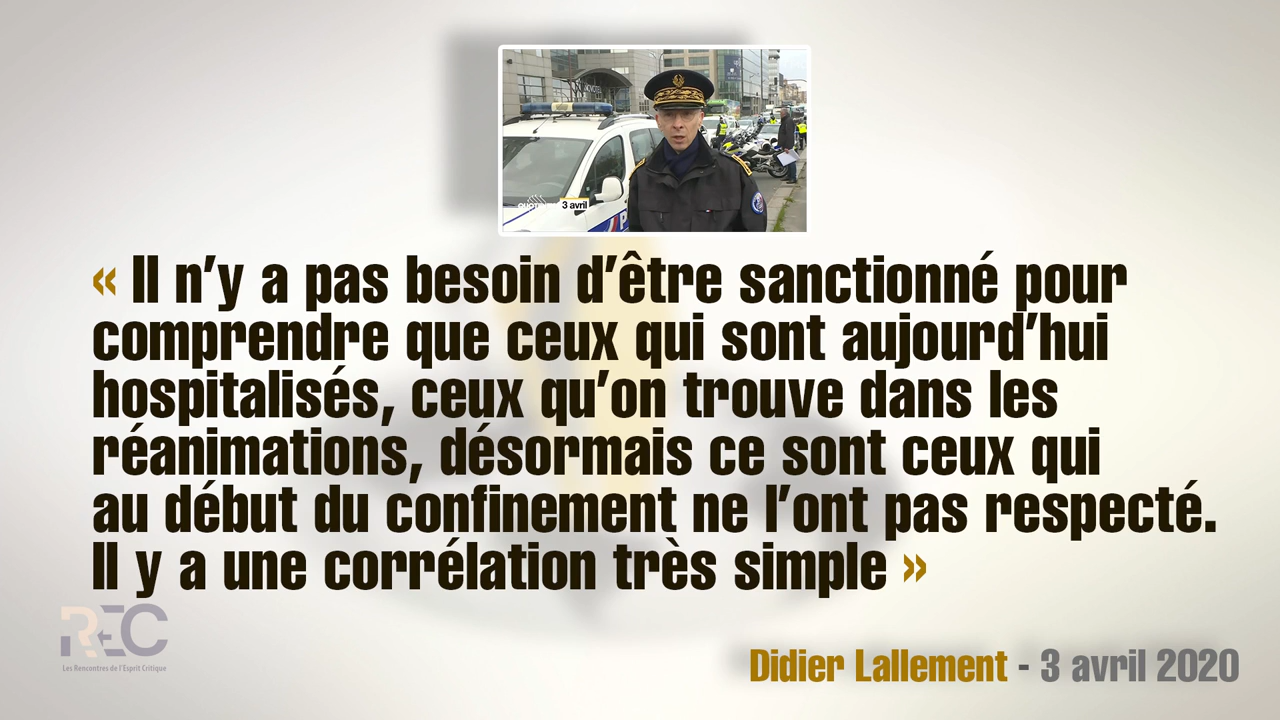 3 avril
« Il n’y a pas besoin d’être sanctionné pour
comprendre que ceux qui sont aujourd’hui
hospitalisés, ceux qu’on trouve dans les
réanimations, désormais ce sont ceux qui
au début du confinement ne l’ont pas respecté.
Il y a une corrélation très simple »
REC
Les Rencontres de l'Esprit Critique
Didier Lallement - 3 avril 2020